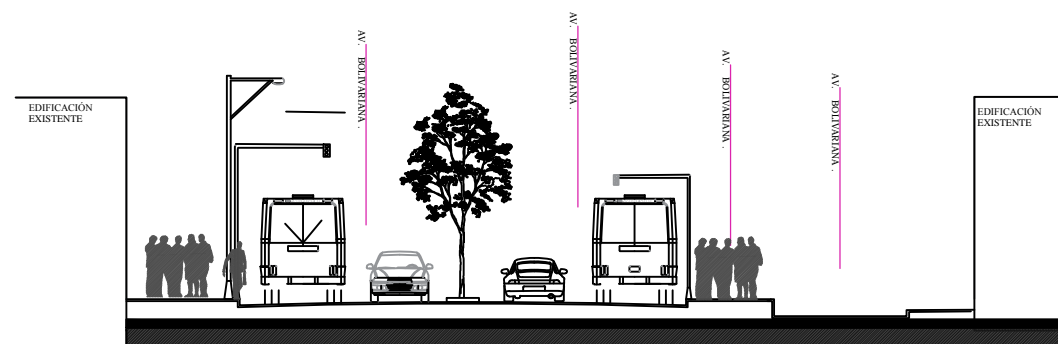 EDIFICACIÓN
EXISTENTE
AV. BOLIVARIANA .
AV. BOLIVARIANA .
AV. BOLIVARIANA .
AV. BOLIVARIANA .
EDIFICACIÓN
EXISTENTE